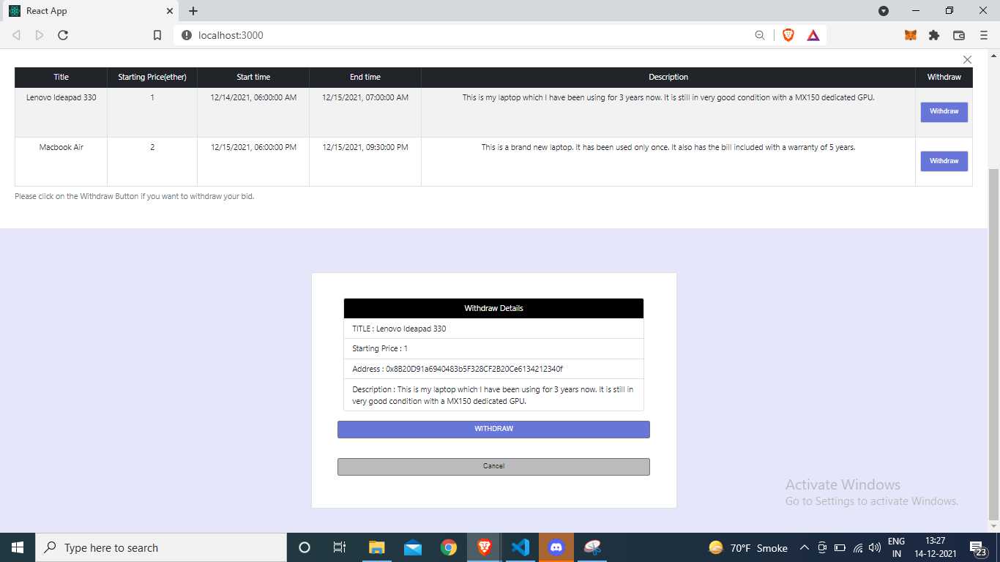 React App
localhost:3000
Title Starting Price(ether) Start time End time Description Withdraw
Lenovo Ideapad 330 1 12/14/2021, 06:00:00 AM 12/15/2021, 07:00:00 AM This is my laptop which I have been using for 3 years now. It is still in very good condition with a MX150 dedicated GPU.
Withdraw
Macbook Air 2 12/15/2021, 06:00:00 PM 12/15/2021, 09:30:00 PM This is a brand new laptop. It has been used only once. It also has the bill included with a warranty of 5 years.
Withdraw
Please click on the Withdraw Button if you want to withdraw your bid.
Withdraw Details
TITLE : Lenovo Ideapad 330
Starting Price : 1
Address : 0x8B20D91a6940483b5F328CF2B20Ce6134212340f
Description : This is my laptop which I have been using for 3 years now. It is still in
very good condition with a MX150 dedicated GPU.
WITHDRAW
Cancel
Activate Windows
Go to Settings to activate Windows.
Type here to search
70°F Smoke
ENG
IN
13:27
14-12-2021
23